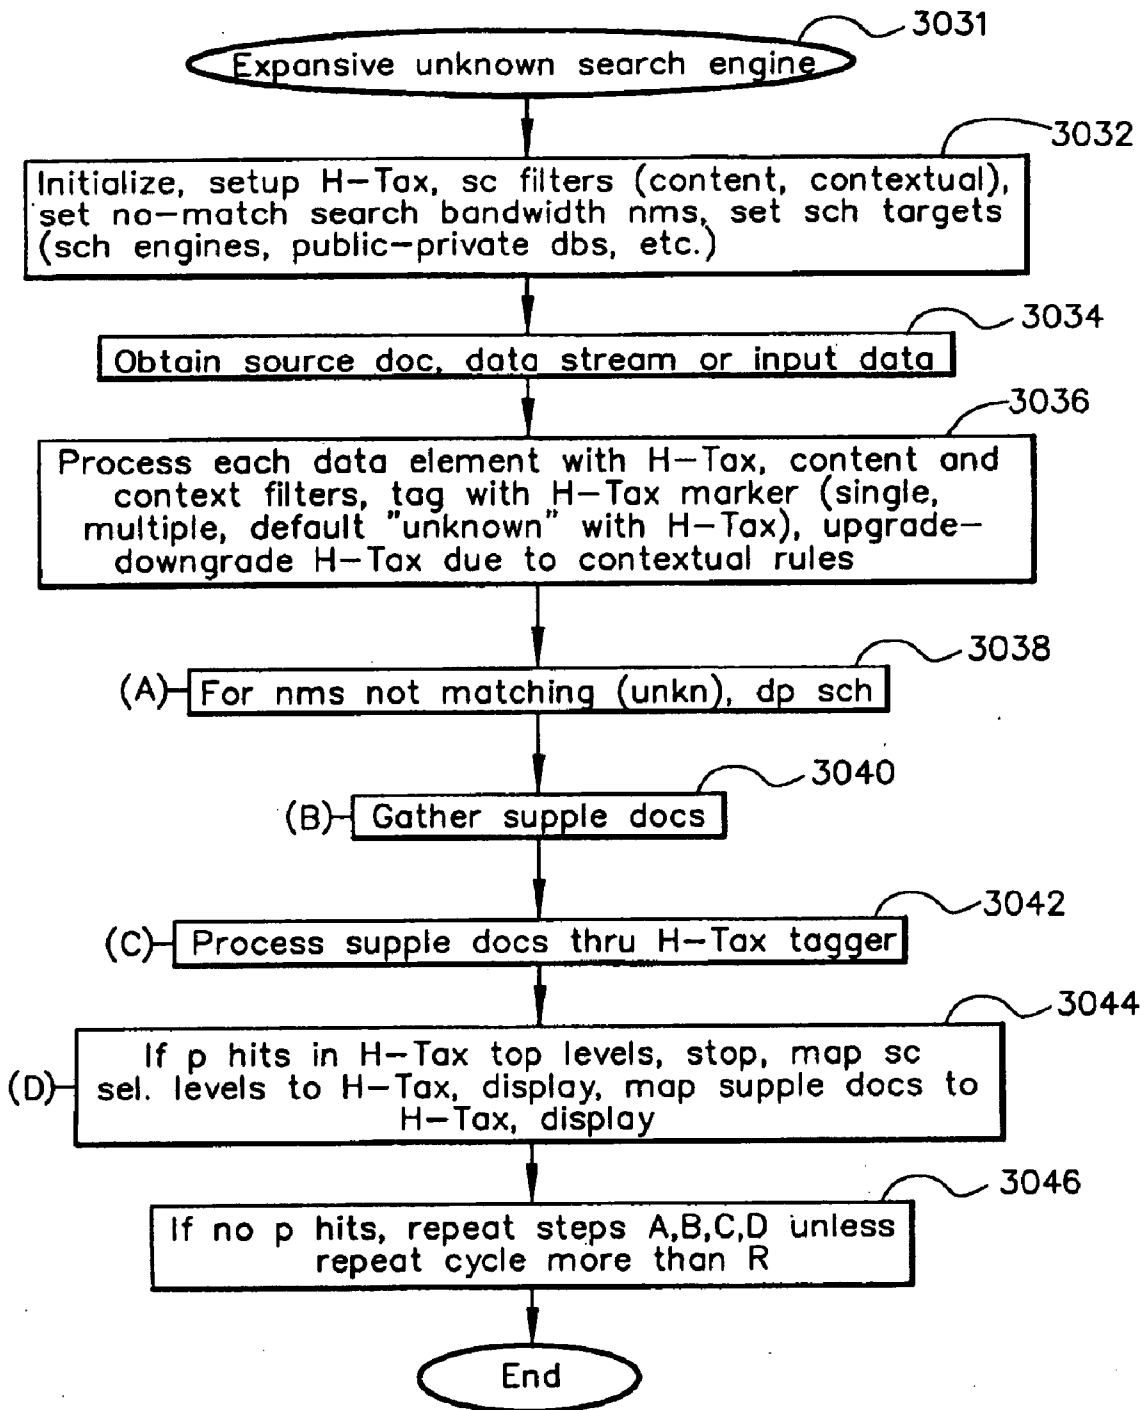 3031
Expansive unknown search engine
3032
Initialize, setup H-Tax, sc filters (content, contextual),
set no-match search bandwidth nms, set sch targets
(sch engines, public-private dbs, etc.)
3034
Obtain source doc, data stream or input data
3036
Process each data element with H-Tax, content and
context filters, tag with H-Tax marker (single,
multiple, default "unknown" with H-Tax), upgrade-
downgrade H-Tax due to contextual rules
3038
(A) For nms not matching (unkn), dp sch
3040
(B) Gather supple docs
3042
(C) Process supple docs thru H-Tax tagger
3044
If p hits in H-Tax top levels, stop, map sc
(D) sel. levels to H-Tax, display, map supple docs to
H-Tax, display
3046
If no p hits, repeat steps A,B,C,D unless
repeat cycle more than R
End